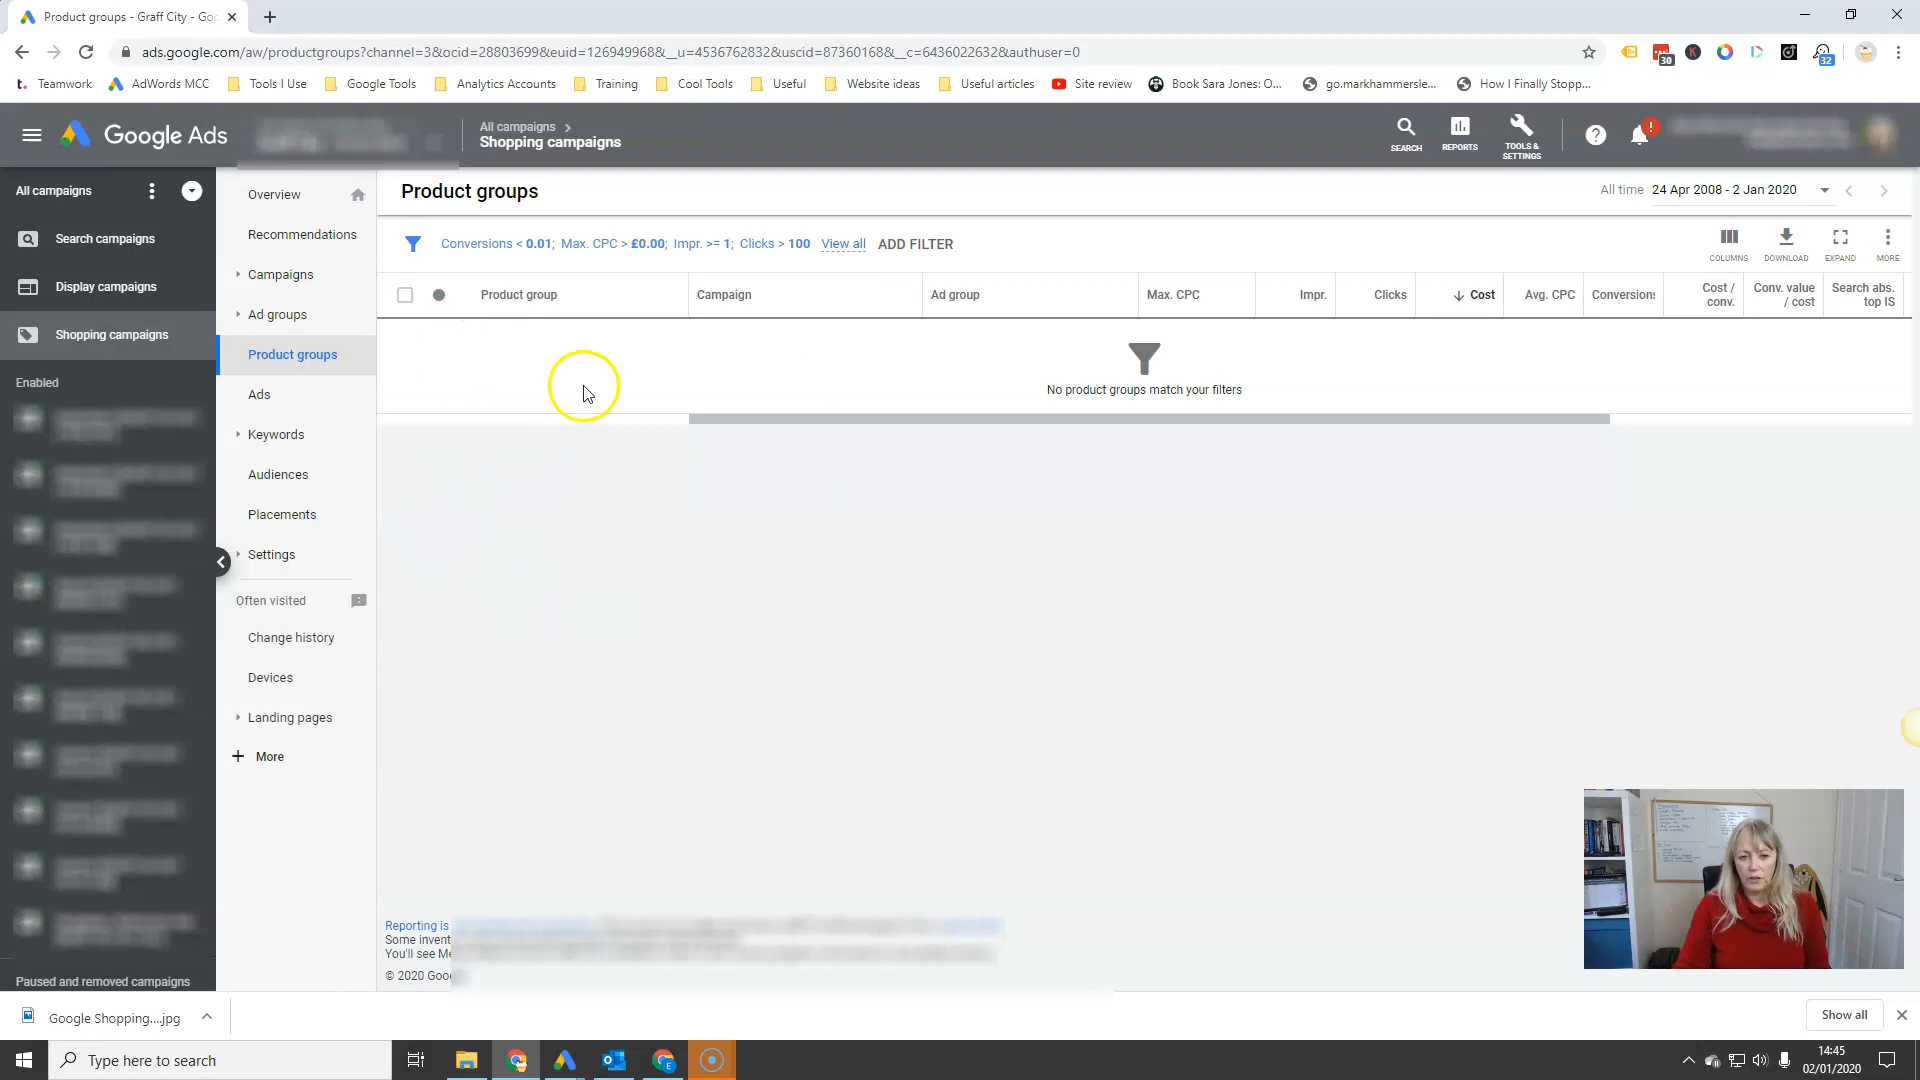 Product groups - Graff City - Goo
ads.google.com/aw/productgroups?channel=3&ocid=28803699&euid=126949968&__u=4536762832&uscid=87360168&__c=6436022632&authuser=0
30
32
Teamwork
AdWords MCC
Tools I Use
Google Tools
Analytics Accounts
Training
Cool Tools
Useful
Website ideas
Useful articles
Site review
Book Sara Jones: O...
go.markhammersle...
How I Finally Stopp...
Google Ads
All campaigns
Shopping campaigns
SEARCH
REPORTS
TOOLS &
SETTINGS
All campaigns
Search campaigns
Display campaigns
Shopping campaigns
Enabled
Paused and removed campaigns
Overview
Recommendations
Campaigns
Ad groups
Product groups
Ads
Keywords
Audiences
Placements
Settings
Often visited
Change history
Devices
Landing pages
More
Product groups
All time 24 Apr 2008 - 2 Jan 2020
Conversions < 0.01; Max. CPC > £0.00; Impr. >= 1; Clicks > 100 View all ADD FILTER
COLUMNS
DOWNLOAD
EXPAND
MORE
Product group
Campaign
Ad group
Max. CPC
Impr.
Clicks
Cost
Avg. CPC
Conversions
Cost /
conv.
Conv. value
/ cost
Search abs.
top IS
No product groups match your filters
Reporting is
Some invent
You'll see Me
© 2020 Goo
Google Shopping....jpg
Show all
Type here to search
14:45
02/01/2020